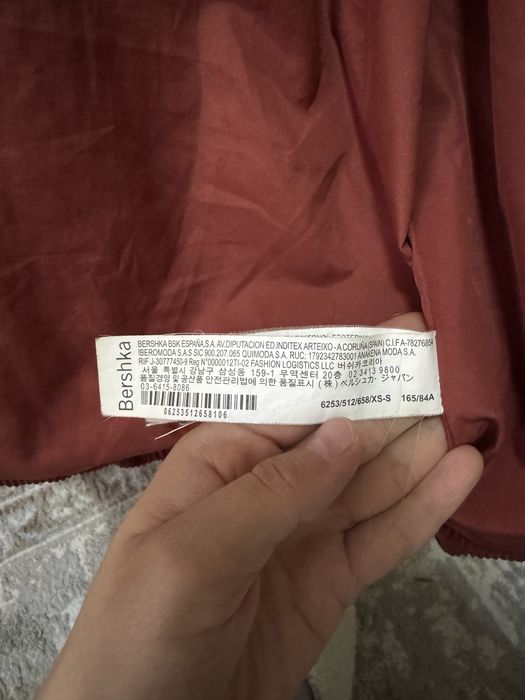 Bershka
BERSHKA BSK ESPAÑA,S.A. AV.DIPUTACION ED.INDITEX ARTEIXO - A CORUÑA (SPAIN) C.I.F A-78276854
IBEROMODA S.A.S SIC 900.207.065 QUIMODA S.A. RUC: 1792342783001 ANAKENA MODA S.A.
RIF J-30777450-9 Reg N°0000012TI-02 FASHION LOGISTICS LLC 버쉬카코리아
서울 특별시 강남구 삼성동 159-1 무역센터 20층 02 3413 9800
품질경영 및 공산품 안전관리법에 의한 품질표시 (株) ベルシュカ・ジャパン
03-6415-8086
06253512658106
6253/512/658/XS-S 165/84A